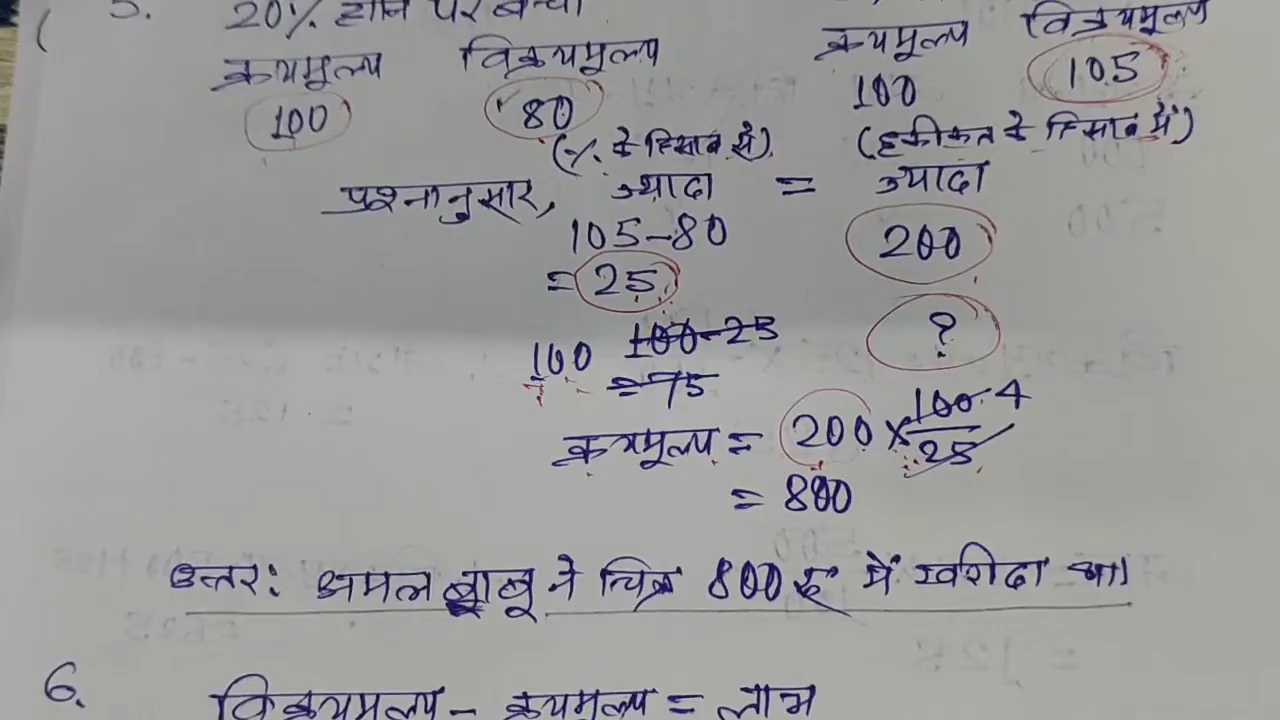 5. 20% हानि पर बेचा
क्रयमूल्य विक्रयमूल्य क्रयमूल्य विक्रयमूल्य
100 80 100 105
(% के हिसाब से) (हकीकत के हिसाब में)
प्रश्नानुसार, ज्यादा = ज्यादा
105-80 200
= 25
100 100-25 ?
= 75
क्रयमूल्य = 200 × 100 4
25
= 800
उत्तर: अमल बाबू ने चित्र 800 रु में खरीदा था।
6. विक्रयमूल्य - क्रयमूल्य = लाभ